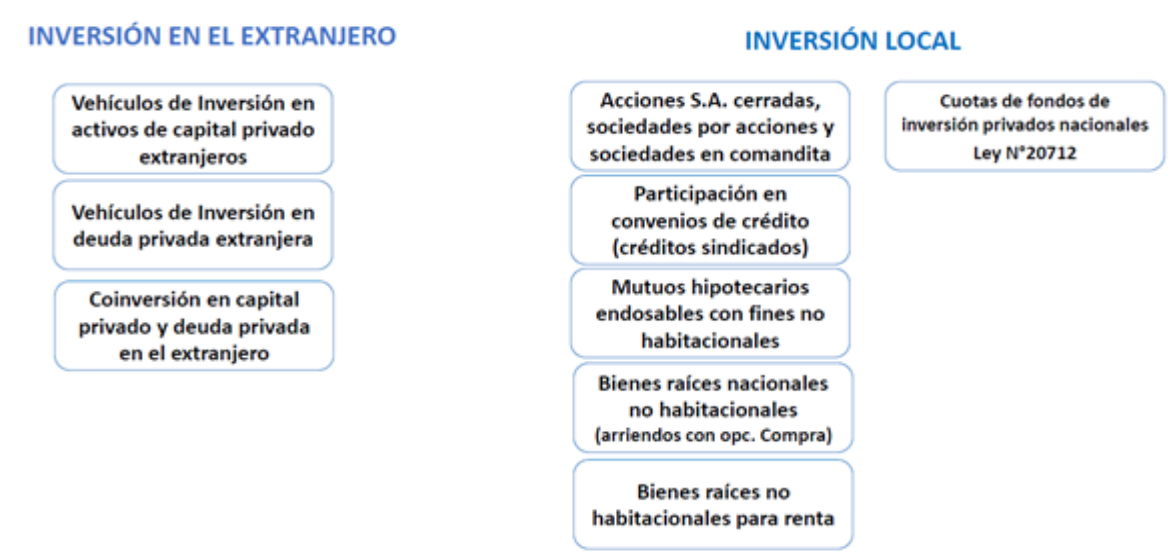 INVERSIÓN EN EL EXTRANJERO
Vehículos de Inversión en
activos de capital privado
extranjeros
Vehículos de Inversión en
deuda privada extranjera
Coinversión en capital
privado y deuda privada
en el extranjero
INVERSIÓN LOCAL
Acciones S.A. cerradas,
sociedades por acciones y
sociedades en comandita
Participación en
convenios de crédito
(créditos sindicados)
Mutuos hipotecarios
endosables con fines no
habitacionales
Bienes raíces nacionales
no habitacionales
(arriendos con opc. Compra)
Bienes raíces no
habitacionales para renta
Cuotas de fondos de
inversión privados nacionales
Ley N°20712